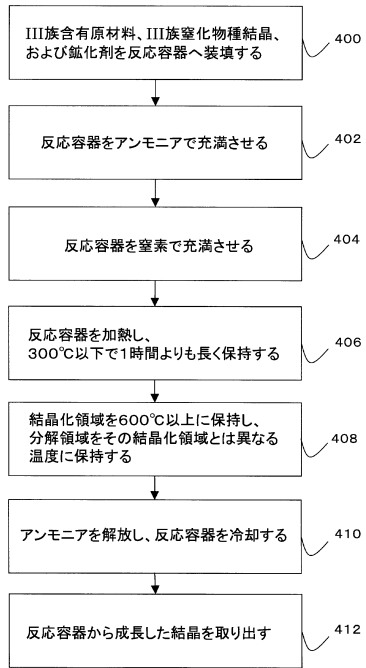 III族含有原材料、III族窒化物種結晶、
および鉱化剤を反応容器へ装填する
400
反応容器をアンモニアで充満させる
402
反応容器を窒素で充満させる
404
反応容器を加熱し、
300℃以下で1時間よりも長く保持する
406
結晶化領域を600℃以上に保持し、
分解領域をその結晶化領域とは異なる
温度に保持する
408
アンモニアを解放し、反応容器を冷却する
410
反応容器から成長した結晶を取り出す
412